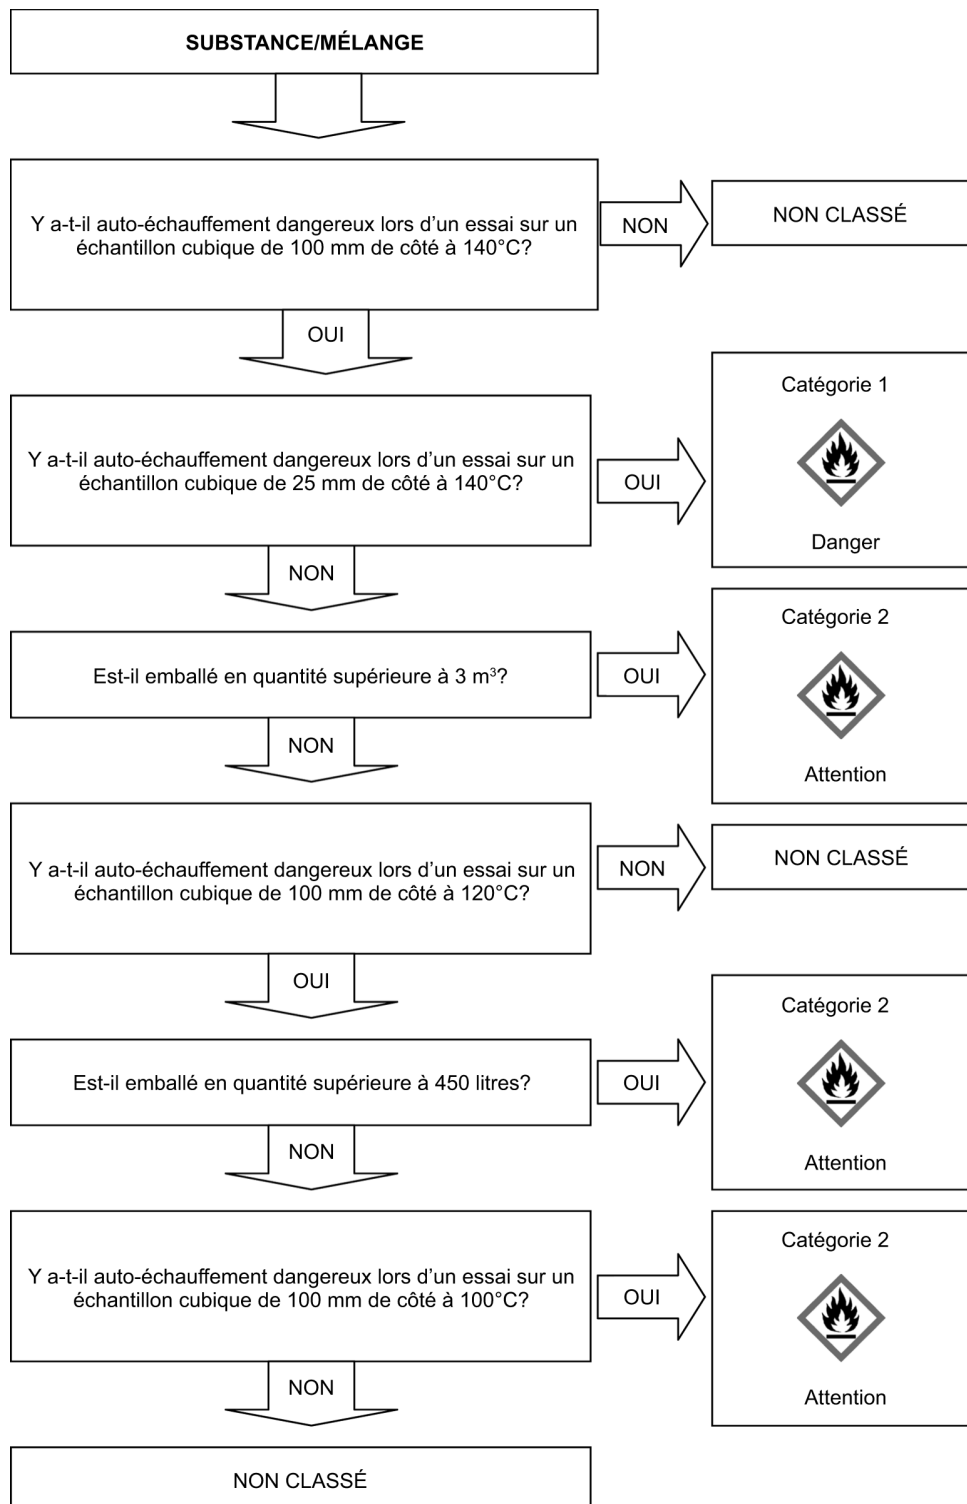 SUBSTANCE/MÉLANGE
Y a-t-il auto-échauffement dangereux lors d’un essai sur un
échantillon cubique de 100 mm de côté à 140°C?
NON
NON CLASSÉ
OUI
Y a-t-il auto-échauffement dangereux lors d’un essai sur un
échantillon cubique de 25 mm de côté à 140°C?
OUI
Catégorie 1
Danger
NON
Est-il emballé en quantité supérieure à 3 m³?
OUI
Catégorie 2
Attention
NON
Y a-t-il auto-échauffement dangereux lors d’un essai sur un
échantillon cubique de 100 mm de côté à 120°C?
NON
NON CLASSÉ
OUI
Est-il emballé en quantité supérieure à 450 litres?
OUI
Catégorie 2
Attention
NON
Y a-t-il auto-échauffement dangereux lors d’un essai sur un
échantillon cubique de 100 mm de côté à 100°C?
OUI
Catégorie 2
Attention
NON
NON CLASSÉ